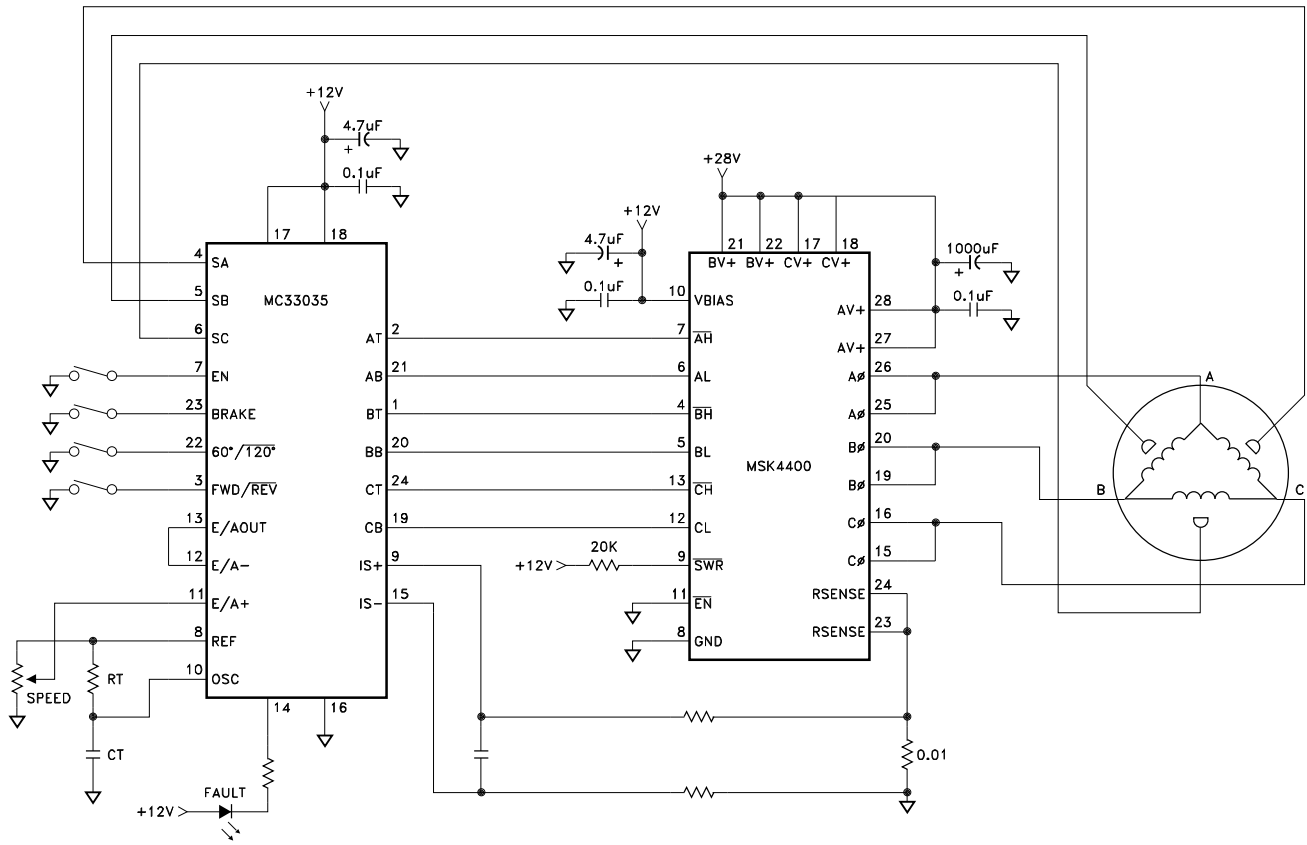 +12V
4.7uF
+
0.1uF
+28V
+12V
4.7uF
+
0.1uF
1000uF
+
0.1uF
17 18
4 SA
5 SB
6 SC
7 EN
23 BRAKE
22 60°/120°
3 FWD/REV
13 E/AOUT
12 E/A-
11 E/A+
8 REF
10 OSC
MC33035
AT 2
AB 21
BT 1
BB 20
CT 24
CB 19
IS+ 9
IS- 15
14 16
21 22 17 18
BV+ BV+ CV+ CV+
10 VBIAS
7 AH
6 AL
4 BH
5 BL
13 CH
12 CL
9 SWR
11 EN
8 GND
MSK4400
AV+ 28
AV+ 27
AØ 26
AØ 25
BØ 20
BØ 19
CØ 16
CØ 15
RSENSE 24
RSENSE 23
+12V 20K
A
B
C
SPEED
RT
CT
0.01
FAULT
+12V